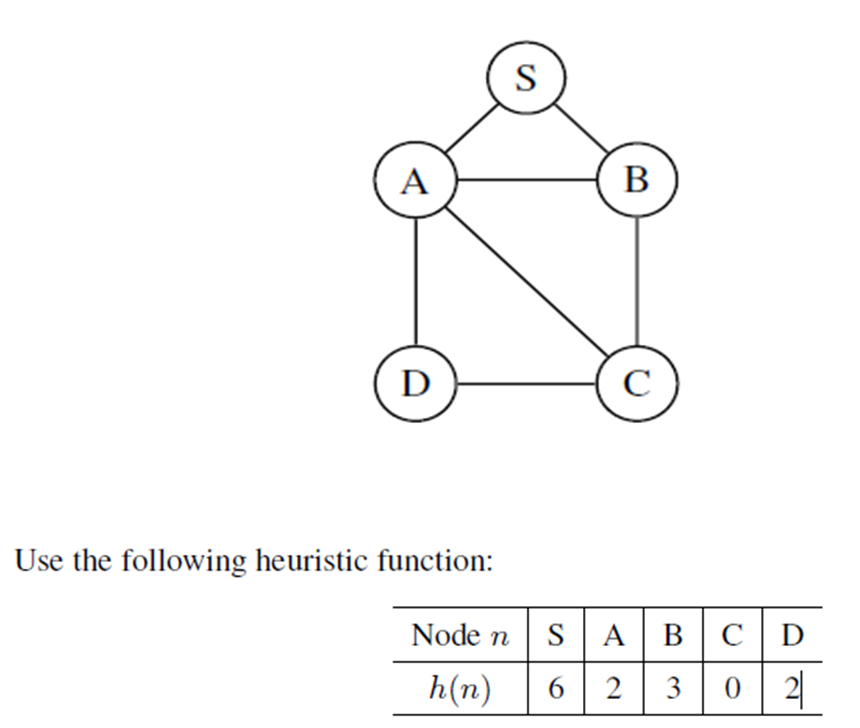 S
A
B
D
C
Use the following heuristic function:
Node n S A B C D
h(n) 6 2 3 0 2